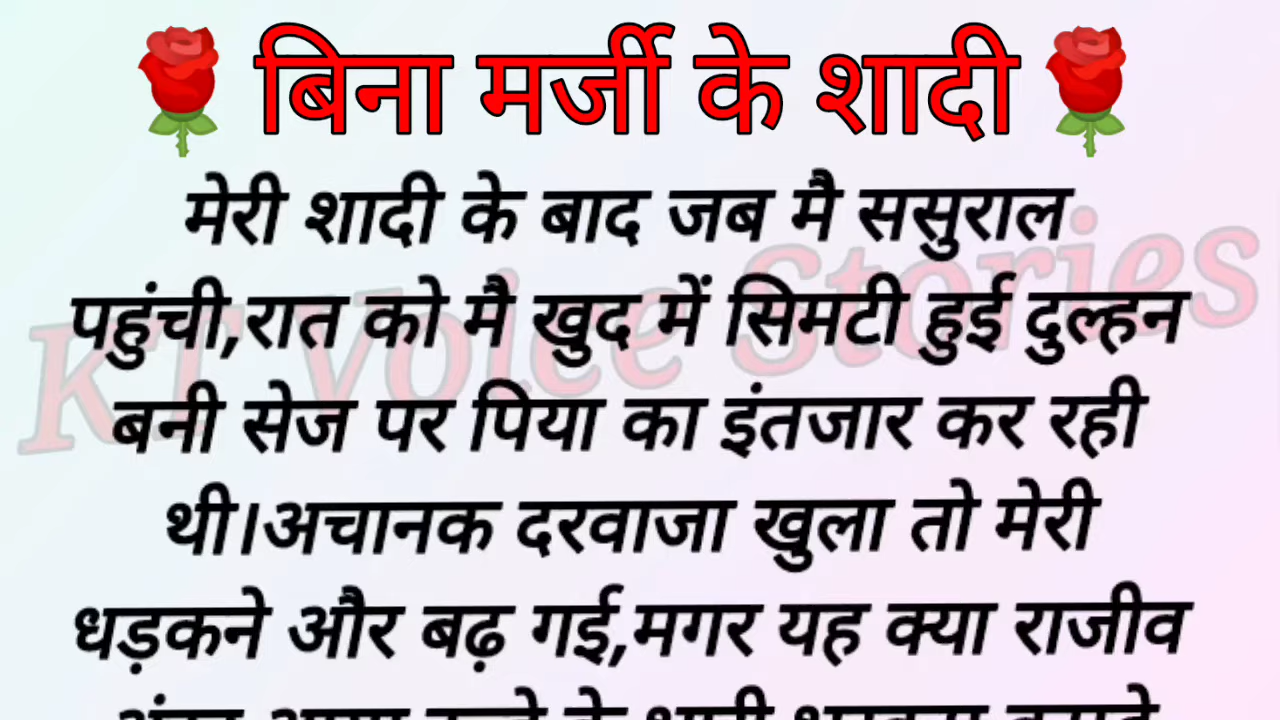 बिना मर्जी के शादी
मेरी शादी के बाद जब मै ससुराल
पहुंची,रात को मै खुद में सिमटी हुई दुल्हन
बनी सेज पर पिया का इंतजार कर रही
थी।अचानक दरवाजा खुला तो मेरी
धड़कने और बढ़ गई,मगर यह क्या राजीव
KT Voice Stories